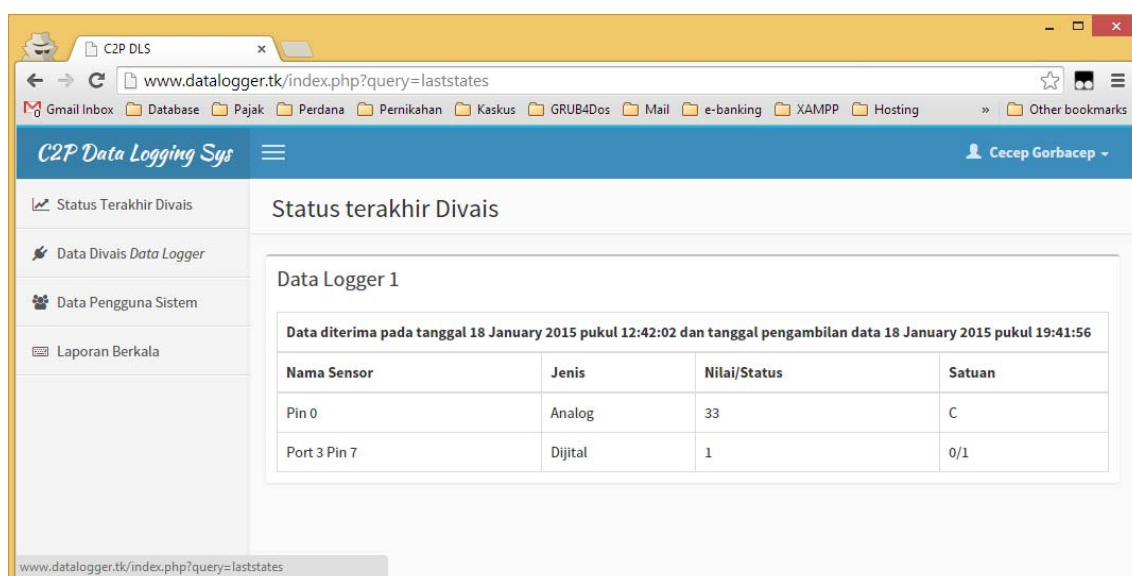 C2P DLS
www.datalogger.tk/index.php?query=laststates
Gmail Inbox Database Pajak Perdana Pernikahan Kaskus GRUB4Dos Mail e-banking XAMPP Hosting » Other bookmarks
C2P Data Logging Sys Cecep Gorbacep
Status Terakhir Divais
Data Divais Data Logger
Data Pengguna Sistem
Laporan Berkala
Status terakhir Divais
Data Logger 1
Data diterima pada tanggal 18 January 2015 pukul 12:42:02 dan tanggal pengambilan data 18 January 2015 pukul 19:41:56
Nama Sensor Jenis Nilai/Status Satuan
Pin 0 Analog 33 C
Port 3 Pin 7 Dijital 1 0/1
www.datalogger.tk/index.php?query=laststates